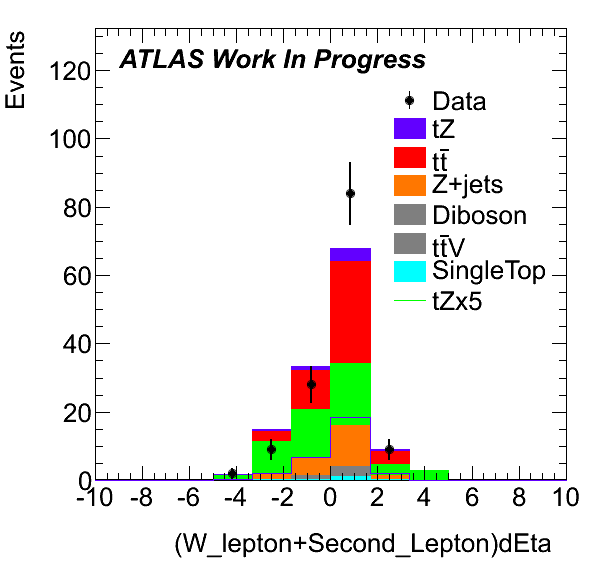 Events
ATLAS Work In Progress
120
100
80
60
40
20
0
Data
tZ
tt̄
Z+jets
Diboson
tt̄V
SingleTop
tZx5
-10 -8 -6 -4 -2 0 2 4 6 8 10
(W_lepton+Second_Lepton)dEta